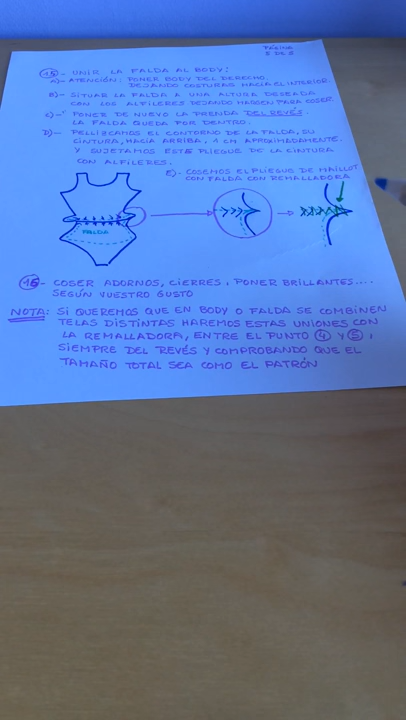 PÁGINA
2 DE 2
15 - UNIR LA FALDA AL BODY:
A)- ATENCIÓN: PONER BODY DEL DERECHO,
DEJANDO COSTURAS HACIA EL INTERIOR.
B)- SITUAR LA FALDA A UNA ALTURA DESEADA
CON LOS ALFILERES DEJANDO MARGEN PARA COSER.
C)- PONER DE NUEVO LA PRENDA DEL REVÉS.
LA FALDA QUEDA POR DENTRO.
D)- PELLIZCAMOS EL CONTORNO DE LA FALDA, SU
CINTURA, HACIA ARRIBA, 1 CM APROXIMADAMENTE.
Y SUJETAMOS ESTE PLIEGUE DE LA CINTURA
CON ALFILERES.
E)- COSEMOS EL PLIEGUE DE MAILLOT
CON FALDA CON REMALLADORA
FALDA
16 - COSER ADORNOS, CIERRES, PONER BRILLANTES....
SEGÚN VUESTRO GUSTO
NOTA: SI QUEREMOS QUE EN BODY O FALDA SE COMBINEN
TELAS DISTINTAS HAREMOS ESTAS UNIONES CON
LA REMALLADORA, ENTRE EL PUNTO 4 Y 5,
SIEMPRE DEL REVÉS Y COMPROBANDO QUE EL
TAMAÑO TOTAL SEA COMO EL PATRÓN